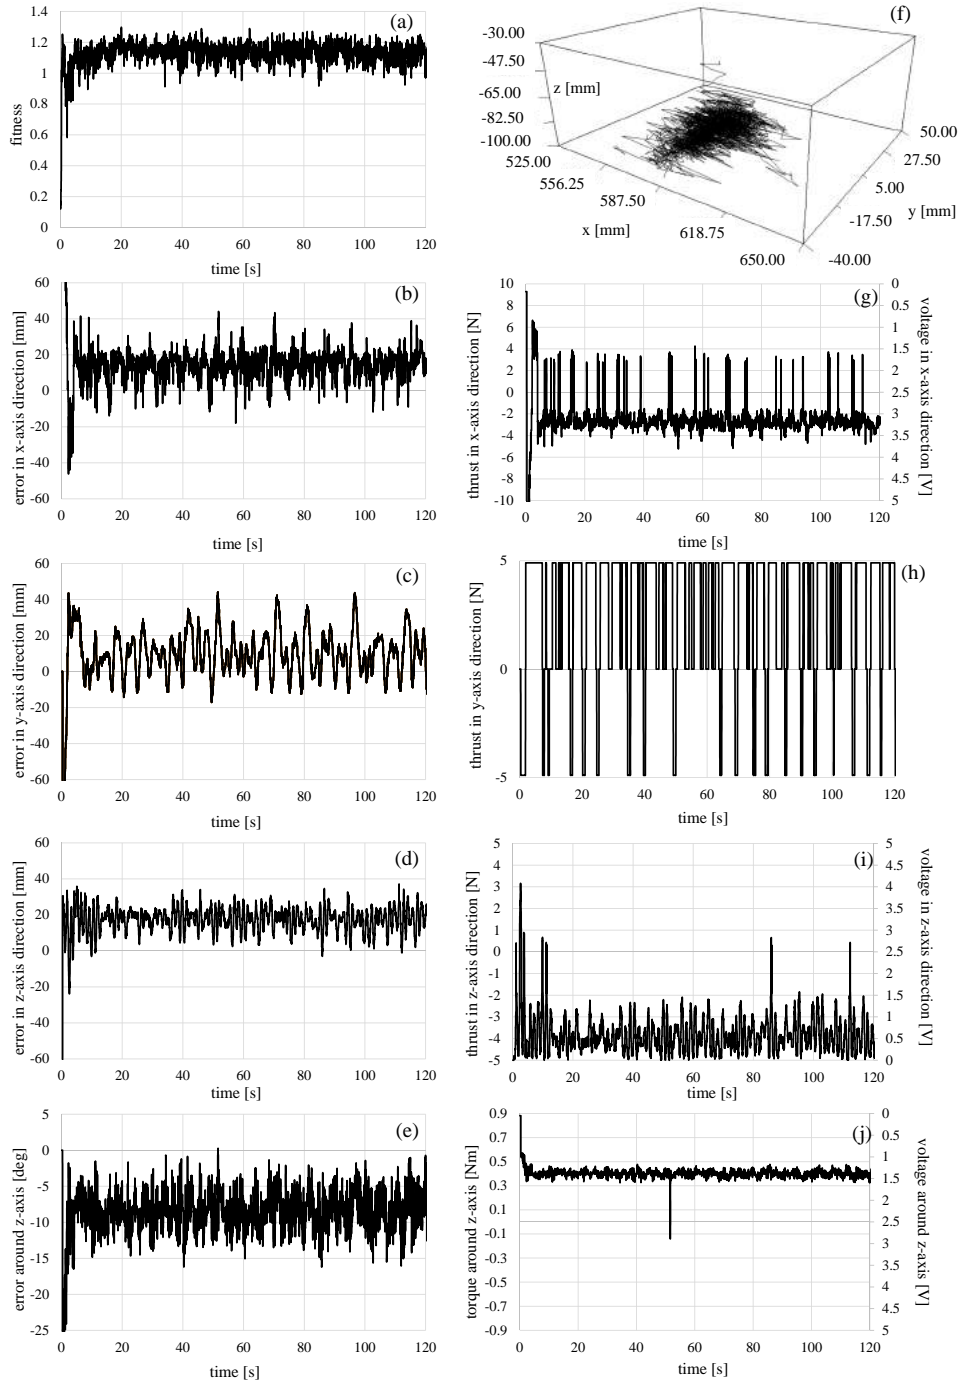 (a)
fitness
1.4
1.2
1
0.8
0.6
0.4
0.2
0
0 20 40 60 80 100 120
time [s]
(f)
-30.00
-47.50
-65.00
-82.50
-100.00
z [mm]
525.00
556.25
587.50
618.75
650.00
x [mm]
50.00
27.50
5.00
-17.50
-40.00
y [mm]
(b)
error in x-axis direction [mm]
60
40
20
0
-20
-40
-60
0 20 40 60 80 100 120
time [s]
(g)
thrust in x-axis direction [N]
10
8
6
4
2
0
-2
-4
-6
-8
-10
0
0.5
1
1.5
2
2.5
3
3.5
4
4.5
5
voltage in x-axis direction [V]
0 20 40 60 80 100 120
time [s]
(c)
error in y-axis direction [mm]
60
40
20
0
-20
-40
-60
0 20 40 60 80 100 120
time [s]
(h)
thrust in y-axis direction [N]
5
0
-5
0 20 40 60 80 100 120
time [s]
(d)
error in z-axis direction [mm]
60
40
20
0
-20
-40
-60
0 20 40 60 80 100 120
time [s]
(i)
thrust in z-axis direction [N]
5
4
3
2
1
0
-1
-2
-3
-4
-5
5
4.5
4
3.5
3
2.5
2
1.5
1
0.5
0
voltage in z-axis direction [V]
0 20 40 60 80 100 120
time [s]
(e)
error around z-axis [deg]
5
0
-5
-10
-15
-20
-25
0 20 40 60 80 100 120
time [s]
(j)
torque around z-axis [Nm]
0.9
0.7
0.5
0.3
0.1
-0.1
-0.3
-0.5
-0.7
-0.9
0
0.5
1
1.5
2
2.5
3
3.5
4
4.5
5
voltage around z-axis [V]
0 20 40 60 80 100 120
time [s]